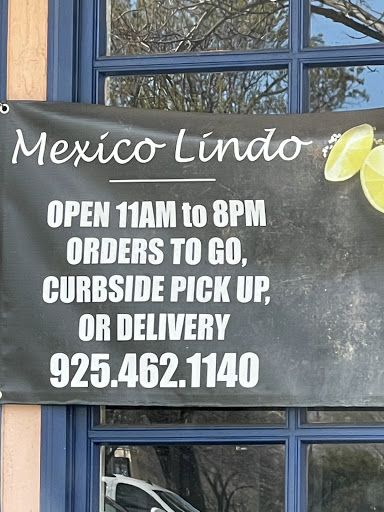 Mexico Lindo
OPEN 11AM to 8PM
ORDERS TO GO,
CURBSIDE PICK UP,
OR DELIVERY
925.462.1140